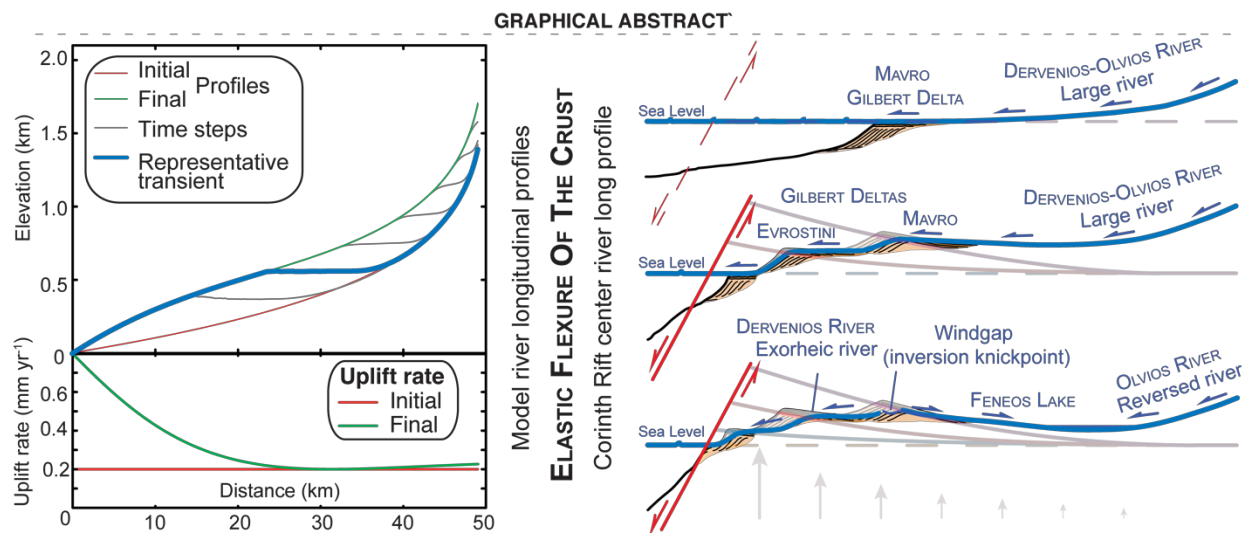 GRAPHICAL ABSTRACT`
2.0
1.5
1.0
0.5
0
Elevation (km)
Initial
Final
Profiles
Time steps
Representative
transient
Uplift rate (mm yr⁻¹)
0.2
Uplift rate
Initial
Final
Distance (km)
0
10
20
30
40
50
Model river longitudinal profiles
ELASTIC FLEXURE OF THE CRUST
Corinth Rift center river long profile
Sea Level
MAVRO
GILBERT DELTA
DERVENIOS-OLVIOS RIVER
Large river
Sea Level
GILBERT DELTAS
EVROSTINI
MAVRO
DERVENIOS-OLVIOS RIVER
Large river
Sea Level
DERVENIOS RIVER
Exorheic river
Windgap
(inversion knickpoint)
FENEOS LAKE
OLVIOS RIVER
Reversed river